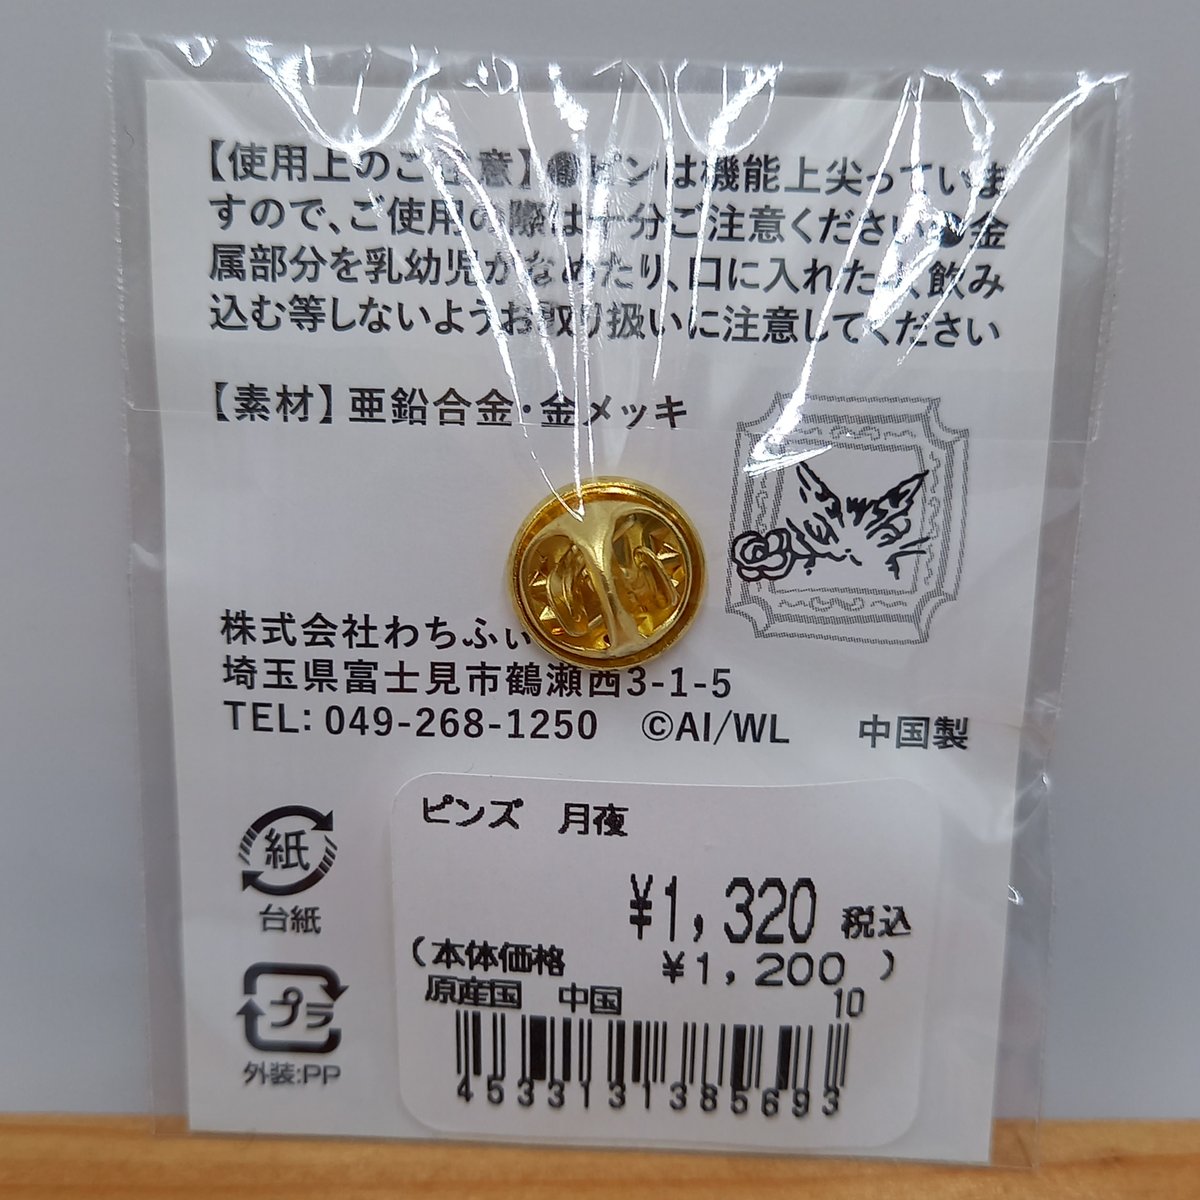 【使用上のご注意】●ピンは機能上尖っていま
すので、ご使用の際は十分ご注意ください●金
属部分を乳幼児がなめたり、口に入れたり、飲み
込む等しないようお取り扱いに注意してください
【素材】亜鉛合金・金メッキ
株式会社わちふぃ
埼玉県富士見市鶴瀬西3-1-5
TEL: 049-268-1250 ©AI/WL 中国製
紙
台紙
プラ
外装:PP
ピンズ 月夜
¥1,320 税込
(本体価格 ¥1,200 )
原産国 中国 10
4533131385693